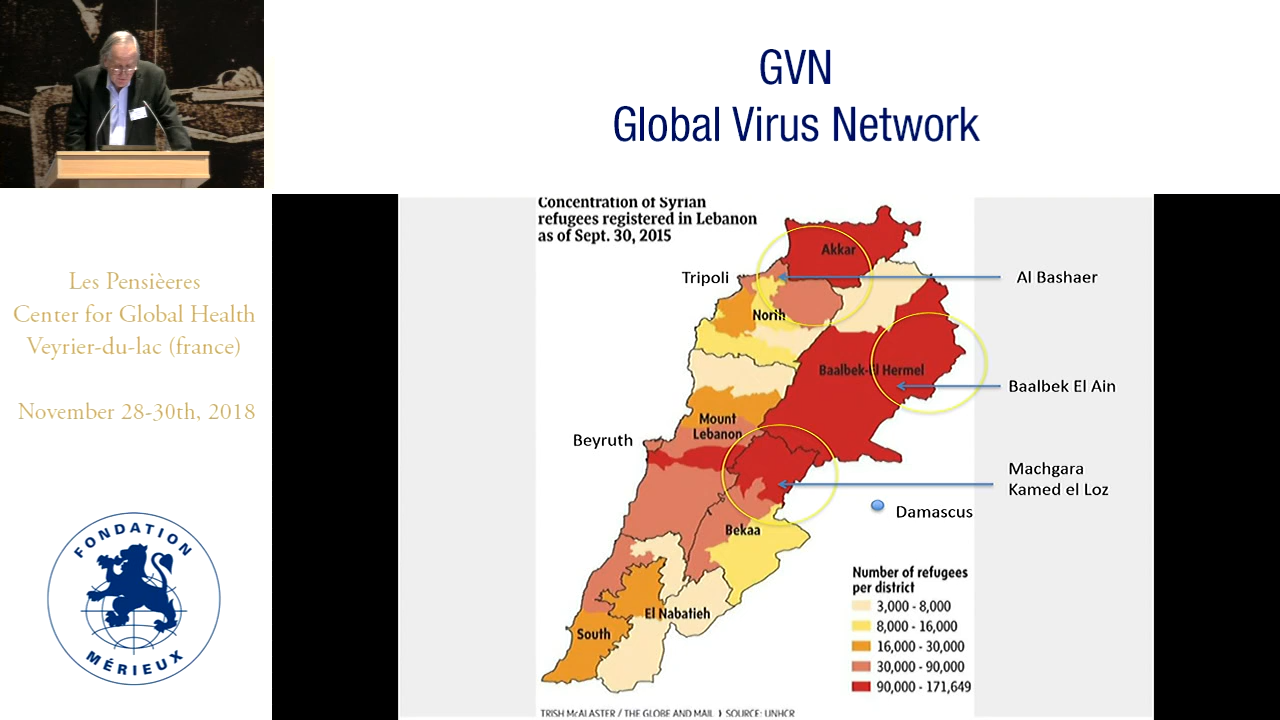 GVN
Global Virus Network
Les Pensièeres
Center for Global Health
Veyrier-du-lac (france)
November 28-30th, 2018
FONDATION
MÉRIEUX
Concentration of Syrian
refugees registered in Lebanon
as of Sept. 30, 2015
Akkar
Tripoli
Al Bashaer
North
Baalbek-El Hermel
Baalbek El Ain
Mount
Lebanon
Beyruth
Machgara
Kamed el Loz
Damascus
Bekaa
El Nabatieh
South
Number of refugees
per district
3,000 - 8,000
8,000 - 16,000
16,000 - 30,000
30,000 - 90,000
90,000 - 171,649
TRISH McALASTER / THE GLOBE AND MAIL ❯ SOURCE: UNHCR